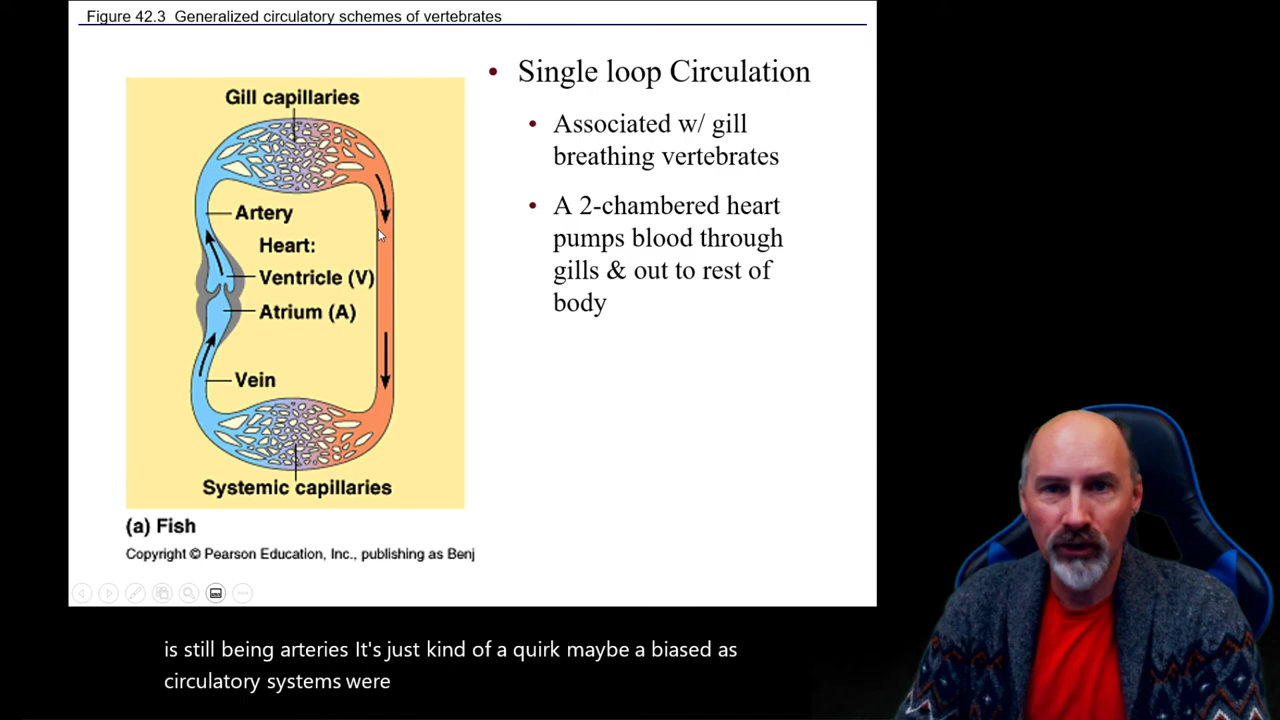 Figure 42.3 Generalized circulatory schemes of vertebrates
Gill capillaries
Artery
Heart:
Ventricle (V)
Atrium (A)
Vein
Systemic capillaries
(a) Fish
Copyright © Pearson Education, Inc., publishing as Benj
• Single loop Circulation
• Associated w/ gill
breathing vertebrates
• A 2-chambered heart
pumps blood through
gills & out to rest of
body
is still being arteries It's just kind of a quirk maybe a biased as
circulatory systems were